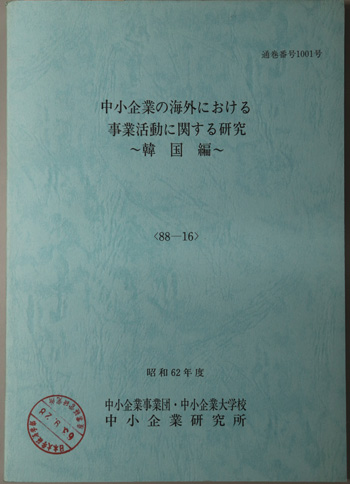 通巻番号1001号
中小企業の海外における
事業活動に関する研究
~韓 国 編~
〈88—16〉
昭和62年度
中小企業事業団・中小企業大学校
中小企業研究所